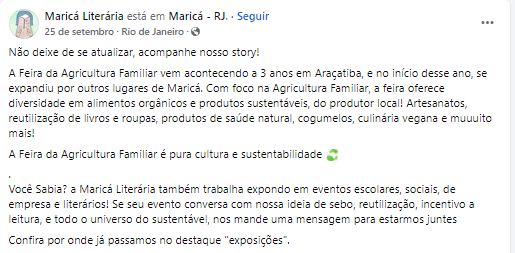 Maricá Literária está em Maricá - RJ. · Seguir
25 de setembro · Rio de Janeiro ·
Não deixe de se atualizar, acompanhe nosso story!
A Feira da Agricultura Familiar vem acontecendo a 3 anos em Araçatiba, e no início desse ano, se
expandiu por outros lugares de Maricá. Com foco na Agricultura Familiar, a feira oferece
diversidade em alimentos orgânicos e produtos sustentáveis, do produtor local! Artesanatos,
reutilização de livros e roupas, produtos de saúde natural, cogumelos, culinária vegana e muuuito
mais!
A Feira da Agricultura Familiar é pura cultura e sustentabilidade
.
Você Sabia? a Maricá Literária também trabalha expondo em eventos escolares, sociais, de
empresa e literários! Se seu evento conversa com nossa ideia de sebo, reutilização, incentivo a
leitura, e todo o universo do sustentável, nos mande uma mensagem para estarmos juntes
Confira por onde já passamos no destaque "exposições".